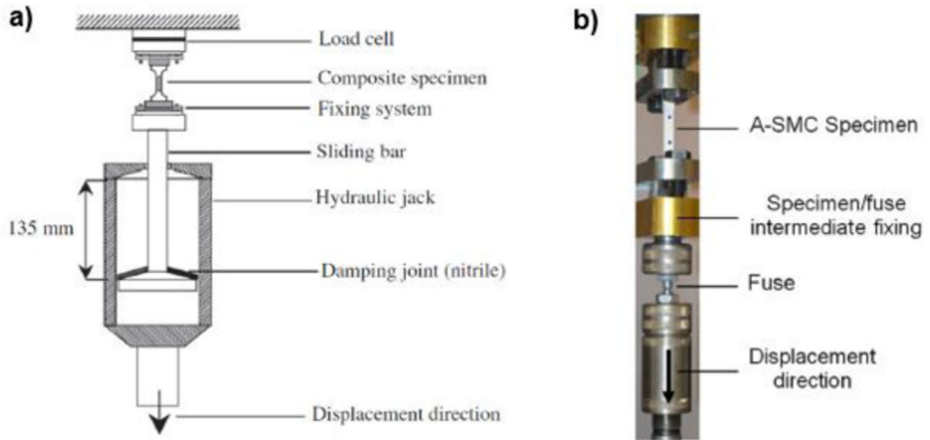 a)
Load cell
Composite specimen
Fixing system
Sliding bar
Hydraulic jack
135 mm
Damping joint (nitrile)
Displacement direction
b)
A-SMC Specimen
Specimen/fuse
intermediate fixing
Fuse
Displacement
direction